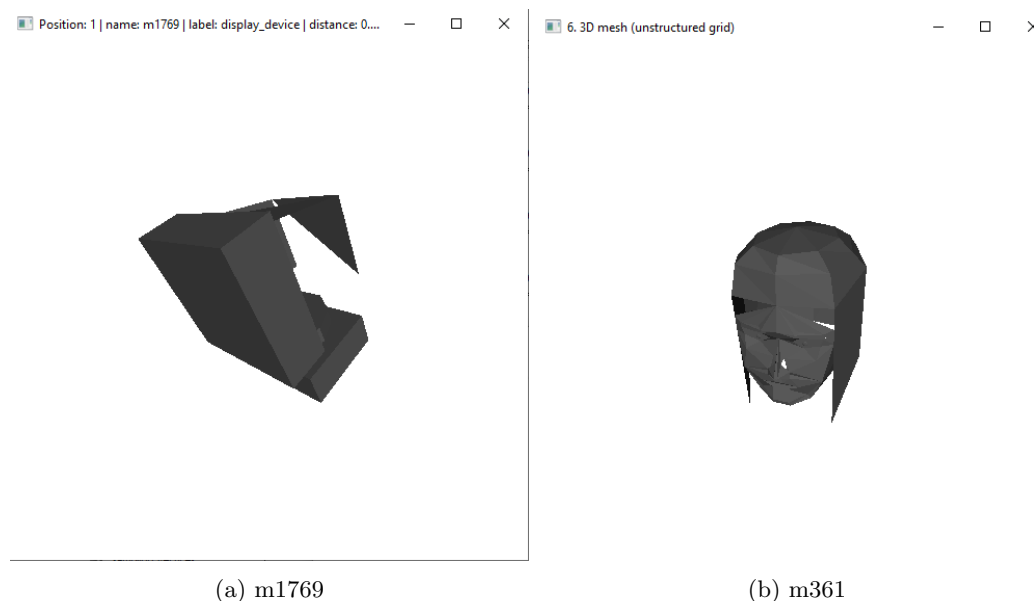 Position: 1 | name: m1769 | label: display_device | distance: 0....
6. 3D mesh (unstructured grid)
(a) m1769
(b) m361